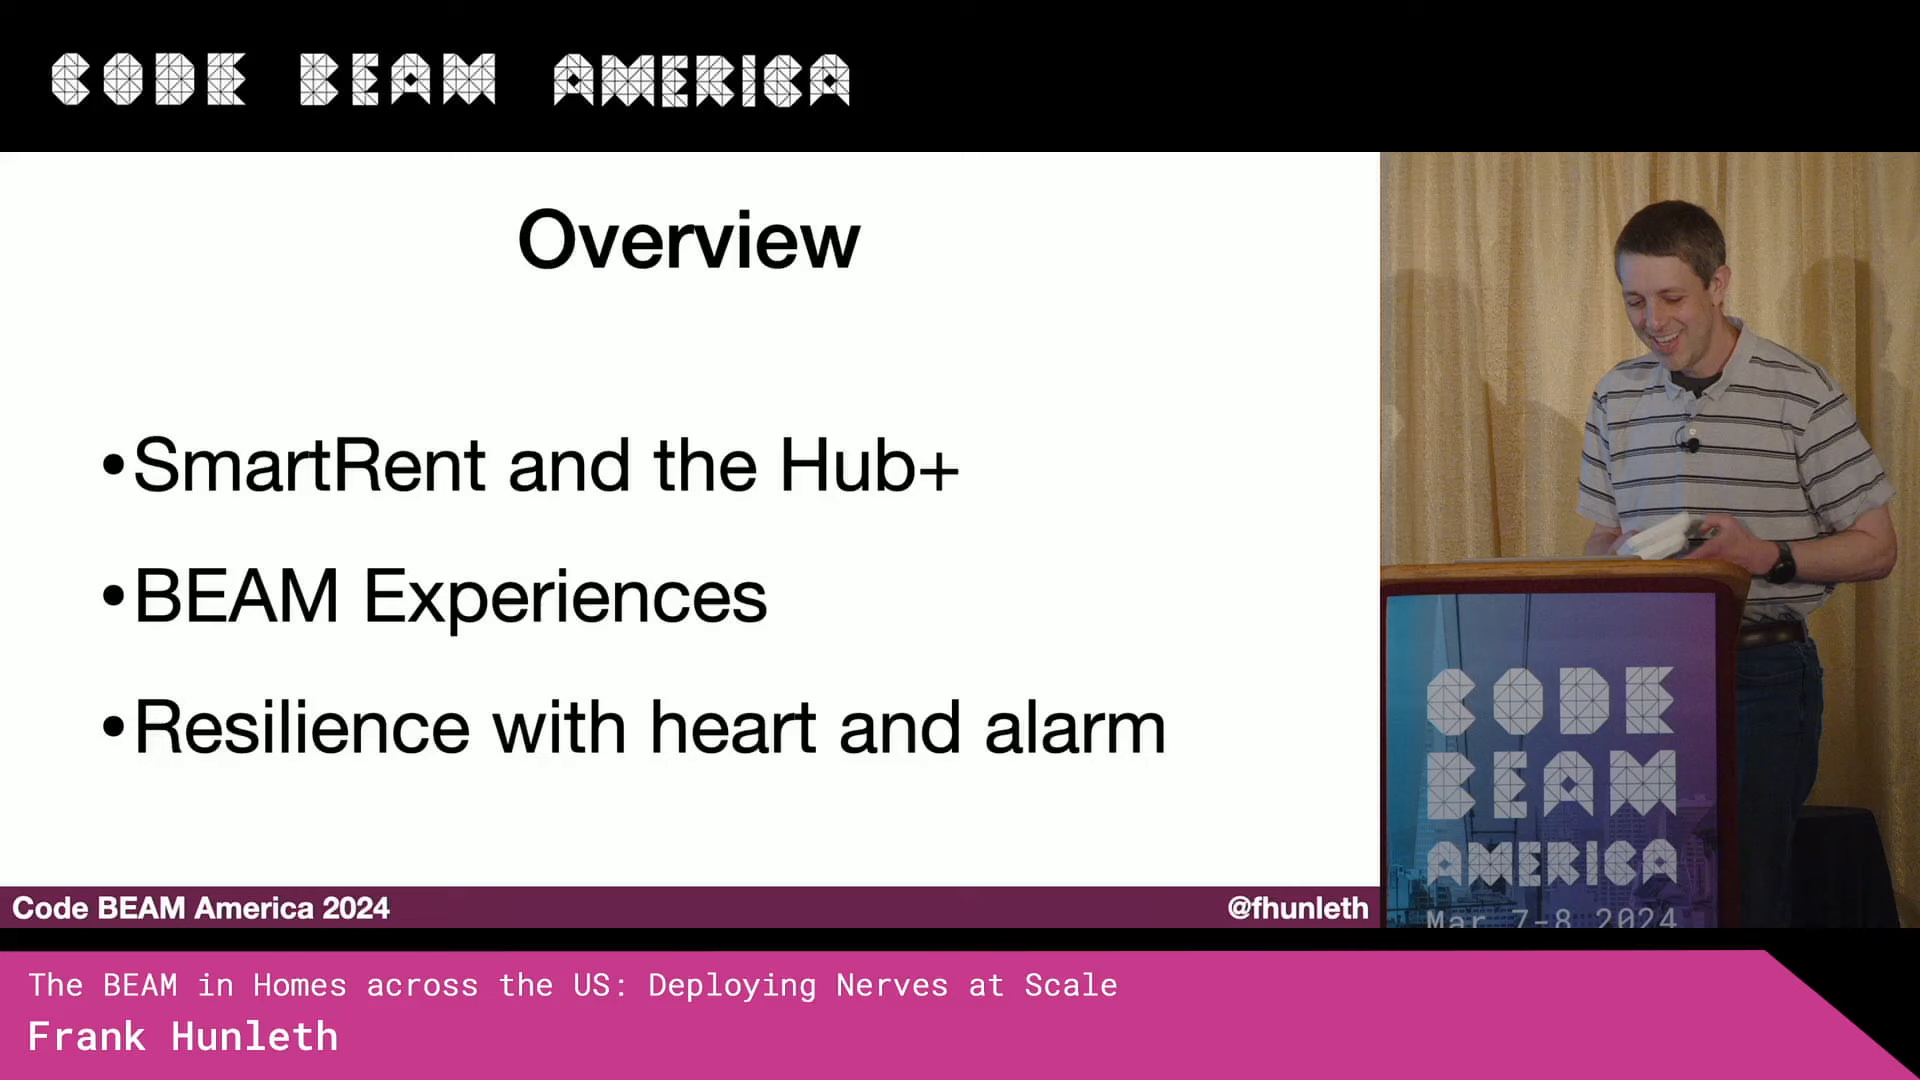 CODE BEAM AMERICA
Overview
•SmartRent and the Hub+
•BEAM Experiences
•Resilience with heart and alarm
Code BEAM America 2024
@fhunleth
CODE
BEAM
AMERICA
Mar 7-8 2024
The BEAM in Homes across the US: Deploying Nerves at Scale
Frank Hunleth